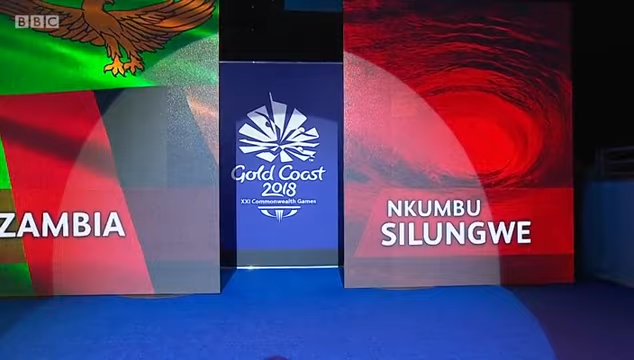 BBC
ZAMBIA
Gold Coast
2018
XXI Commonwealth Games
NKUMBU
SILUNGWE